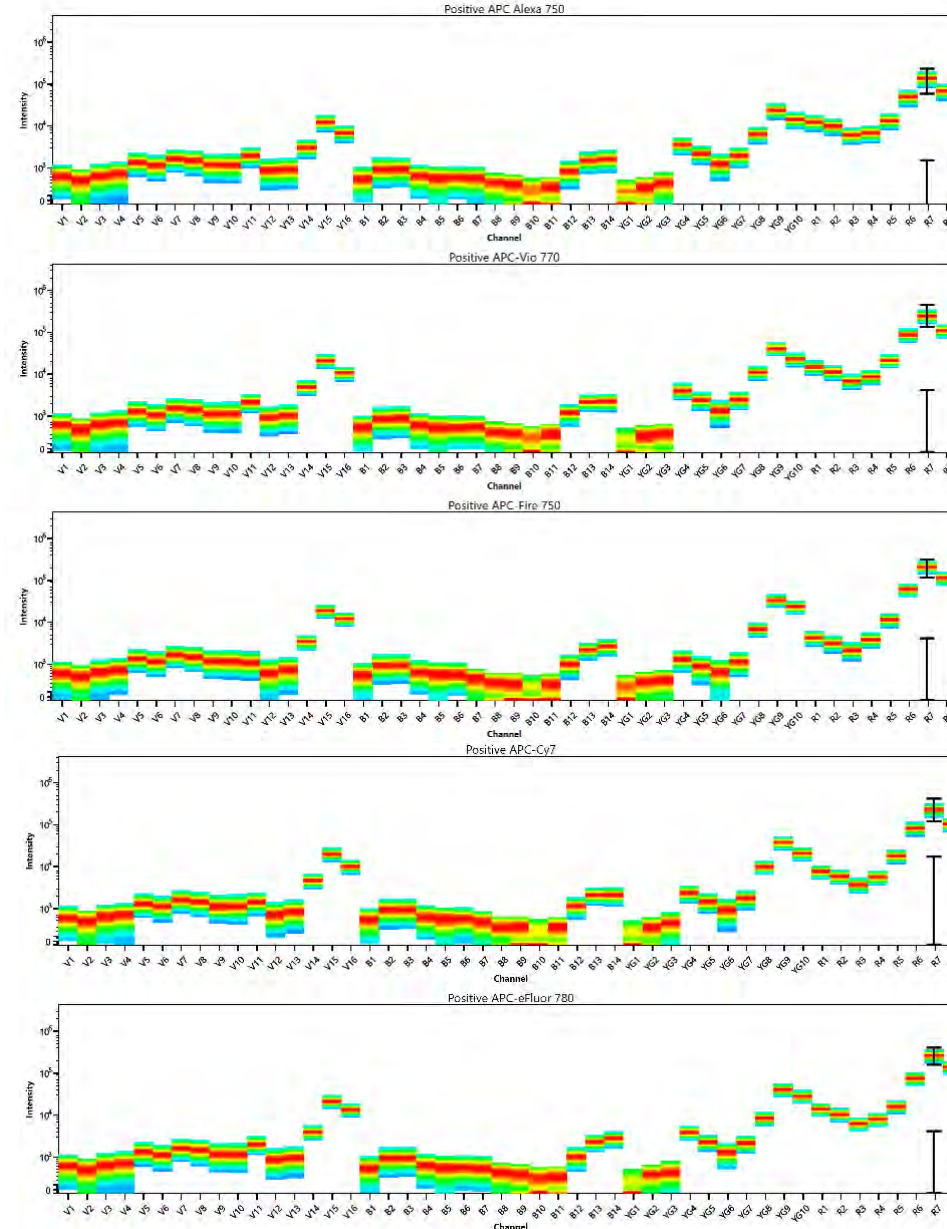 Positive APC Alexa 750
Intensity
10⁶
10⁵
10⁴
10³
0
V1 V2 V3 V4 V5 V6 V7 V8 V9 V10 V11 V12 V13 V14 V15 V16 B1 B2 B3 B4 B5 B6 B7 B8 B9 B10 B11 B12 B13 B14 YG1 YG2 YG3 YG4 YG5 YG6 YG7 YG8 YG9 YG10 R1 R2 R3 R4 R5 R6 R7
Channel
Positive APC-Vio 770
Intensity
10⁶
10⁵
10⁴
10³
0
V1 V2 V3 V4 V5 V6 V7 V8 V9 V10 V11 V12 V13 V14 V15 V16 B1 B2 B3 B4 B5 B6 B7 B8 B9 B10 B11 B12 B13 B14 YG1 YG2 YG3 YG4 YG5 YG6 YG7 YG8 YG9 YG10 R1 R2 R3 R4 R5 R6 R7
Channel
Positive APC-Fire 750
Intensity
10⁶
10⁵
10⁴
10³
0
V1 V2 V3 V4 V5 V6 V7 V8 V9 V10 V11 V12 V13 V14 V15 V16 B1 B2 B3 B4 B5 B6 B7 B8 B9 B10 B11 B12 B13 B14 YG1 YG2 YG3 YG4 YG5 YG6 YG7 YG8 YG9 YG10 R1 R2 R3 R4 R5 R6 R7
Channel
Positive APC-Cy7
Intensity
10⁶
10⁵
10⁴
10³
0
V1 V2 V3 V4 V5 V6 V7 V8 V9 V10 V11 V12 V13 V14 V15 V16 B1 B2 B3 B4 B5 B6 B7 B8 B9 B10 B11 B12 B13 B14 YG1 YG2 YG3 YG4 YG5 YG6 YG7 YG8 YG9 YG10 R1 R2 R3 R4 R5 R6 R7
Channel
Positive APC-eFluor 780
Intensity
10⁶
10⁵
10⁴
10³
0
V1 V2 V3 V4 V5 V6 V7 V8 V9 V10 V11 V12 V13 V14 V15 V16 B1 B2 B3 B4 B5 B6 B7 B8 B9 B10 B11 B12 B13 B14 YG1 YG2 YG3 YG4 YG5 YG6 YG7 YG8 YG9 YG10 R1 R2 R3 R4 R5 R6 R7
Channel